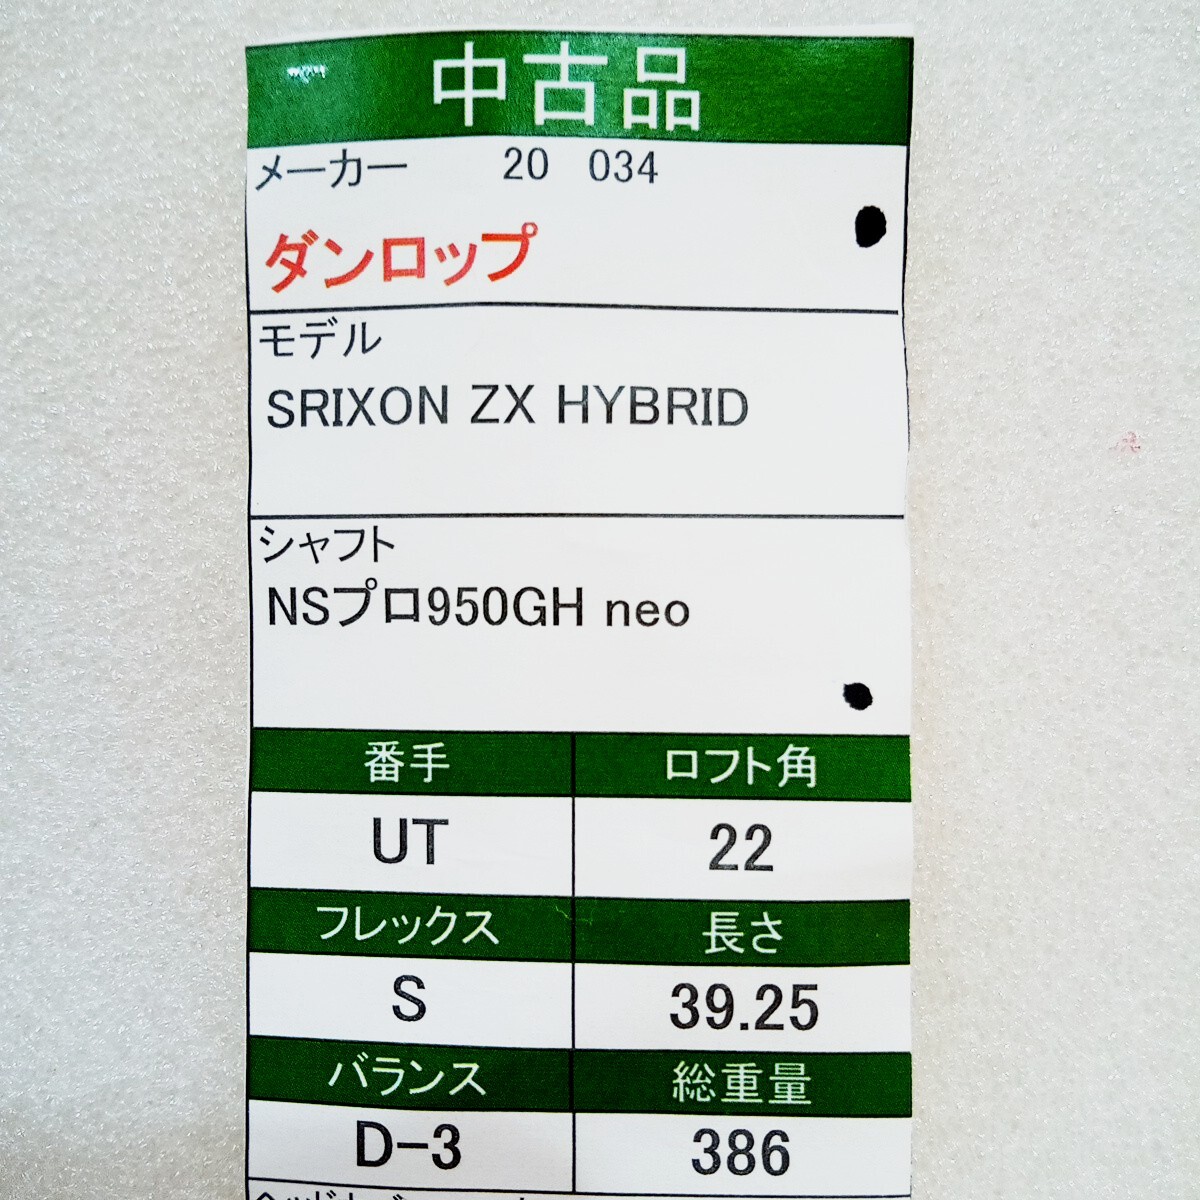 中古品
メーカー 20 034
ダンロップ
モデル
SRIXON ZX HYBRID
シャフト
NSプロ950GH neo
番手 ロフト角
UT 22
フレックス 長さ
S 39.25
バランス 総重量
D-3 386